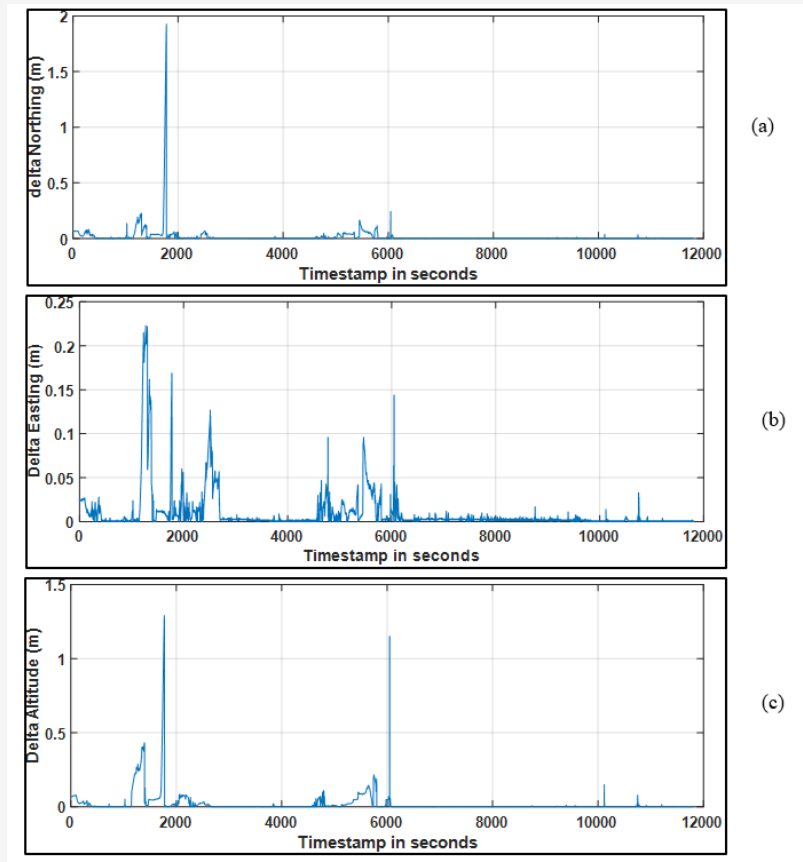 2
1.5
1
0.5
0
delta Northing (m)
0 2000 4000 6000 8000 10000 12000
Timestamp in seconds
(a)
0.25
0.2
0.15
0.1
0.05
0
Delta Easting (m)
0 2000 4000 6000 8000 10000 12000
Timestamp in seconds
(b)
1.5
1
0.5
0
Delta Altitude (m)
0 2000 4000 6000 8000 10000 12000
Timestamp in seconds
(c)